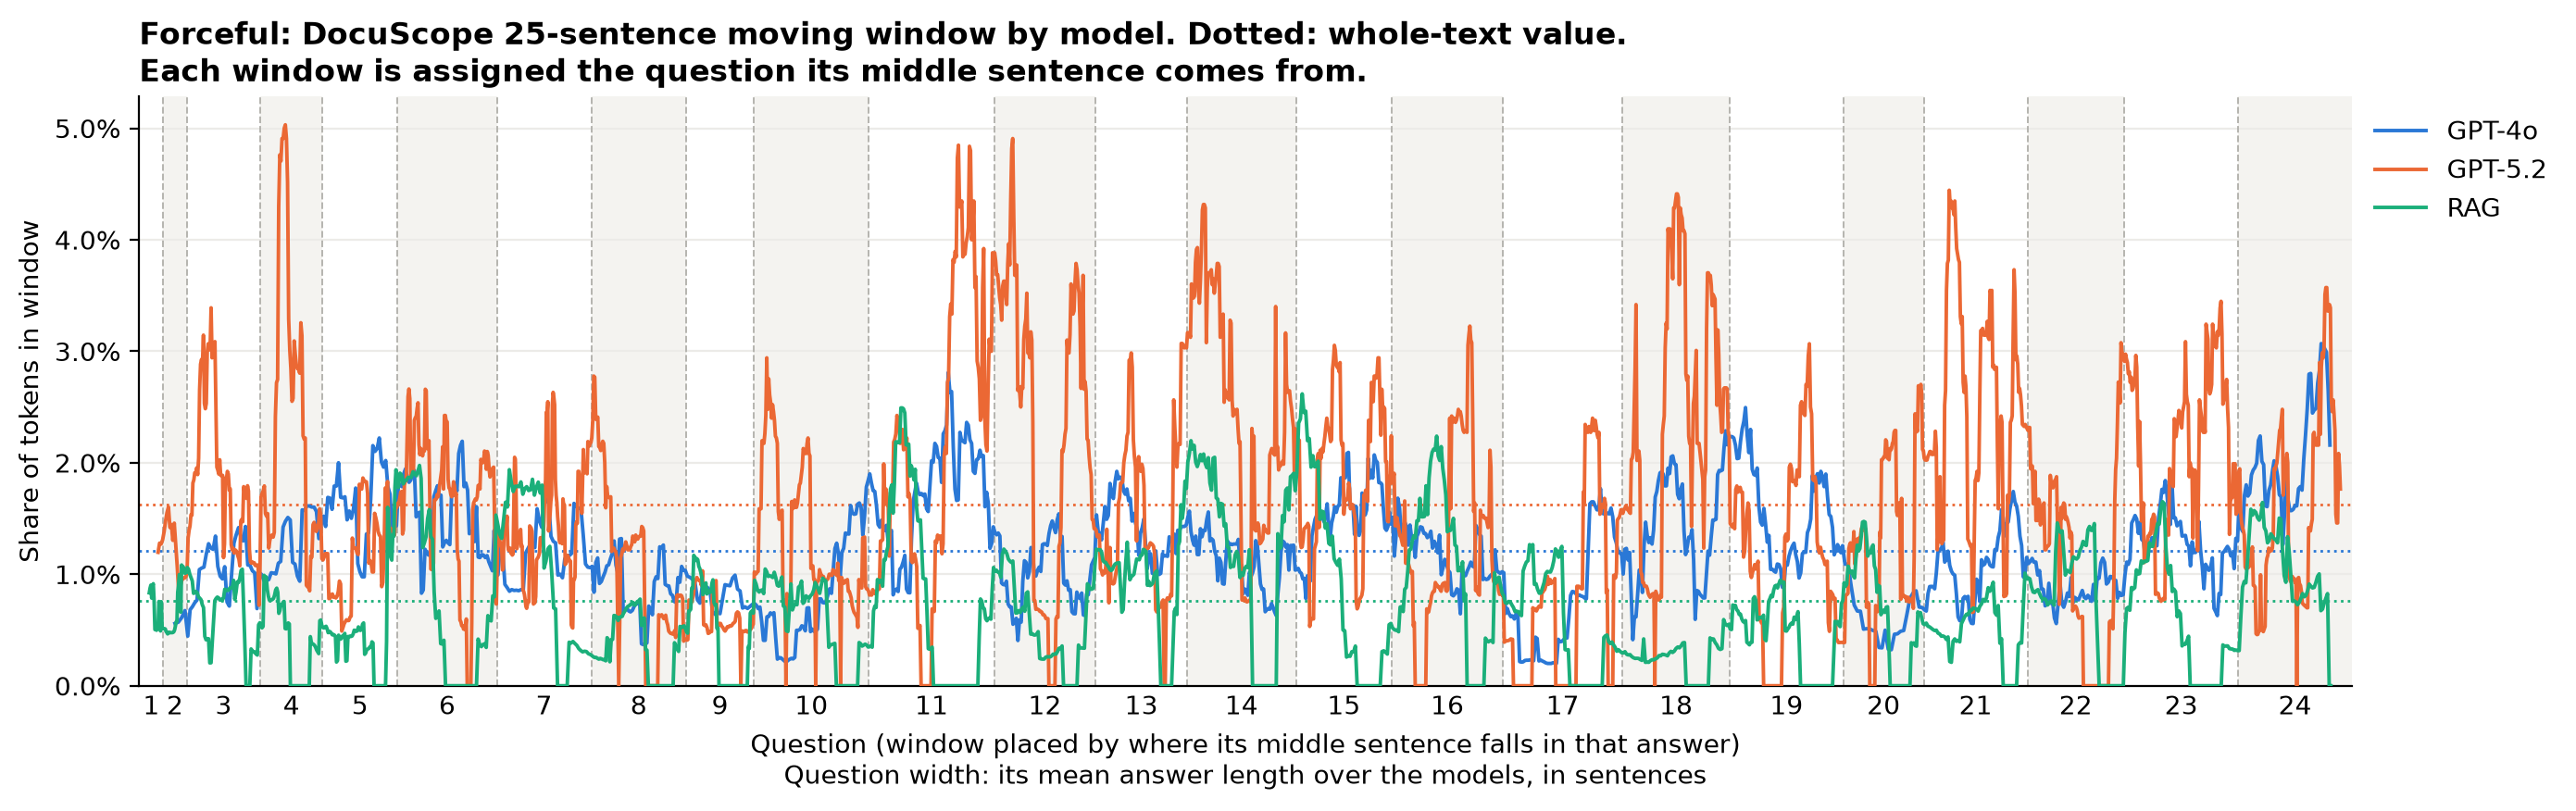 Forceful: DocuScope 25-sentence moving window by model. Dotted: whole-text value.
Each window is assigned the question its middle sentence comes from.
5.0%
4.0%
3.0%
2.0%
1.0%
0.0%
Share of tokens in window
GPT-4o
GPT-5.2
RAG
1 2 3 4 5 6 7 8 9 10 11 12 13 14 15 16 17 18 19 20 21 22 23 24
Question (window placed by where its middle sentence falls in that answer)
Question width: its mean answer length over the models, in sentences